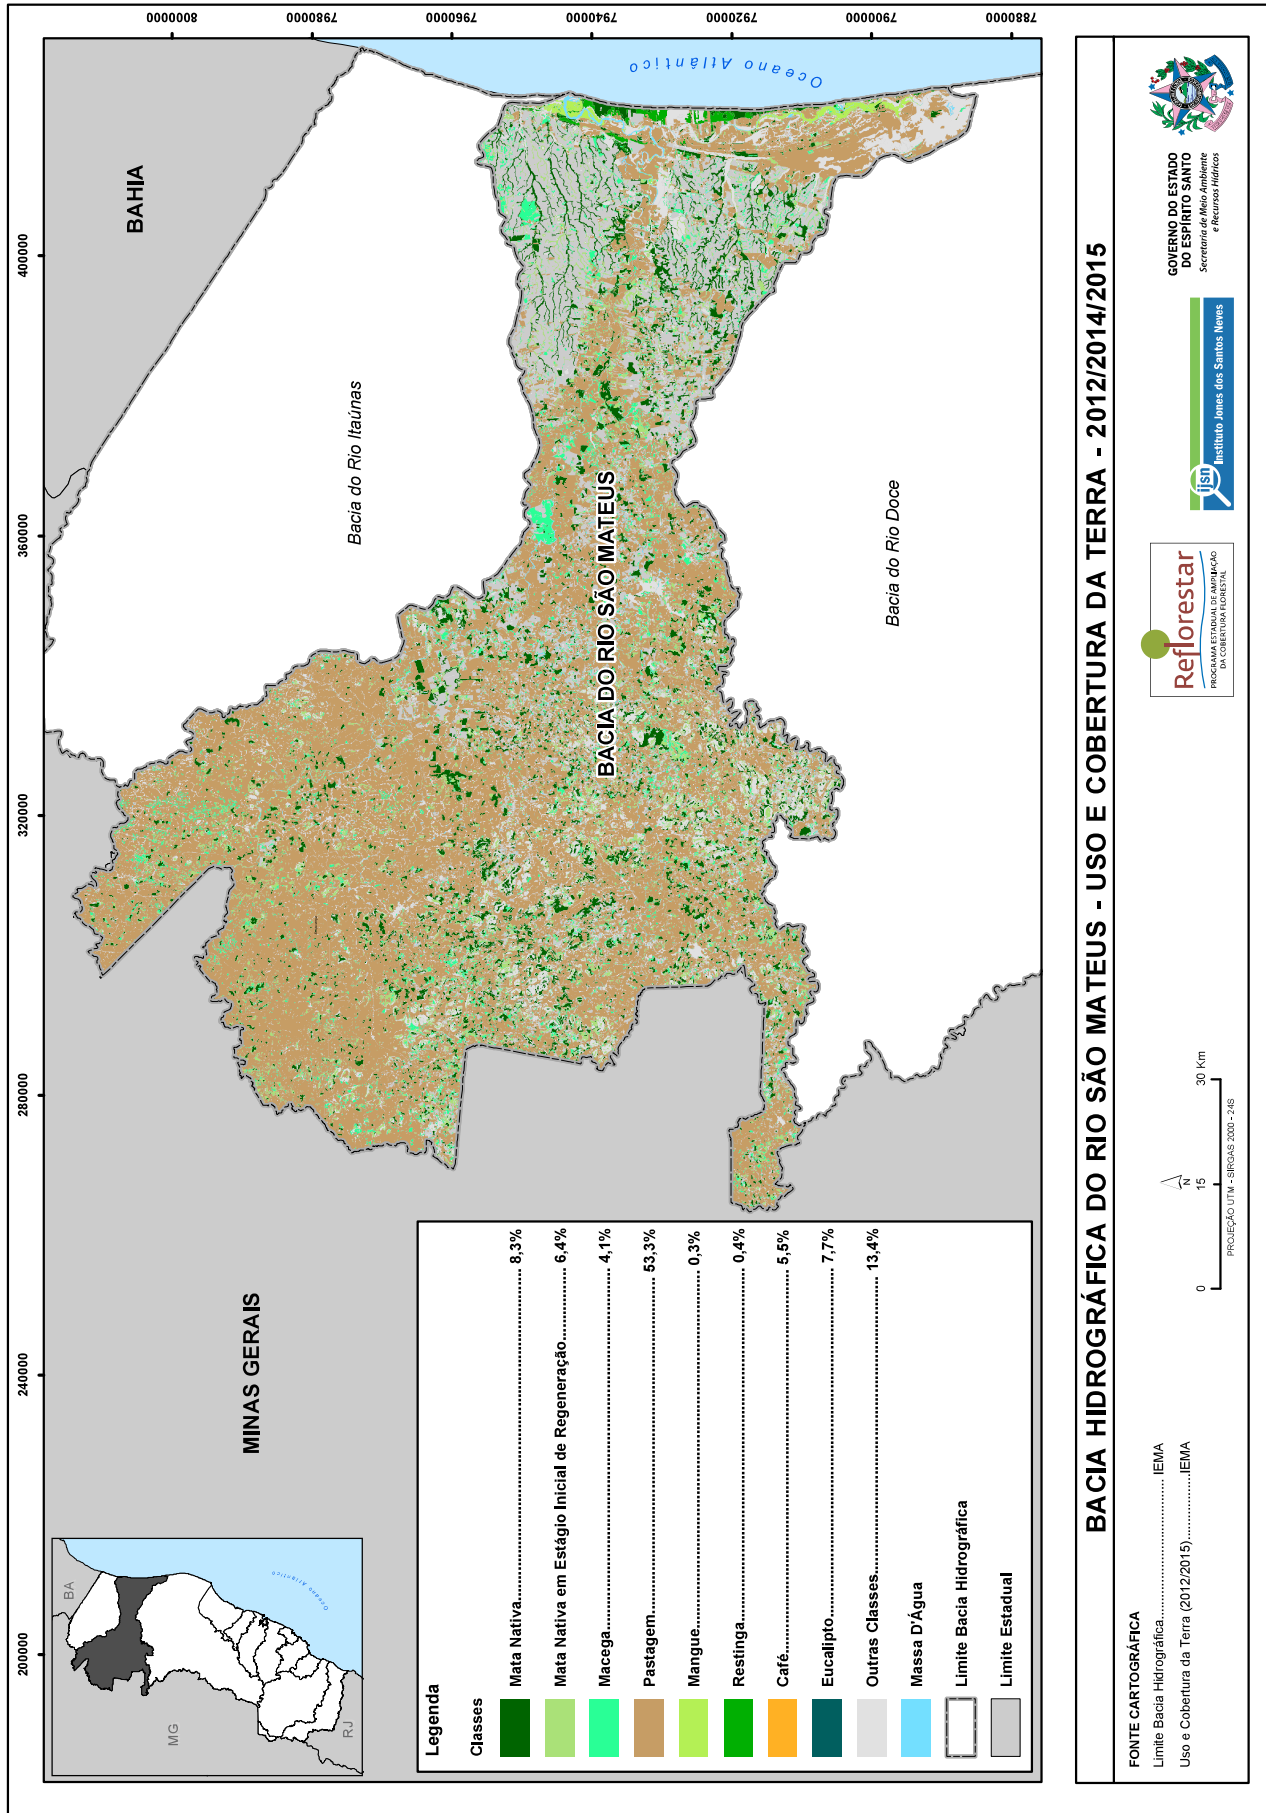 BACIA HIDROGRÁFICA DO RIO SÃO MATEUS - USO E COBERTURA DA TERRA - 2012/2014/2015
200000
240000
280000
320000
360000
400000
8000000
7980000
7960000
7940000
7920000
7900000
7880000
BA
MG
RJ
Oceano Atlântico
MINAS GERAIS
BAHIA
Bacia do Rio Itaúnas
BACIA DO RIO SÃO MATEUS
Bacia do Rio Doce
Oceano Atlântico
Legenda
Classes
Mata Nativa 8,3%
Mata Nativa em Estágio Inicial de Regeneração 6,4%
Macega 4,1%
Pastagem 53,3%
Mangue 0,3%
Restinga 0,4%
Café 5,5%
Eucalipto 7,7%
Outras Classes 13,4%
Massa D'Água
Limite Bacia Hidrográfica
Limite Estadual
FONTE CARTOGRÁFICA
Limite Bacia Hidrográfica IEMA
Uso e Cobertura da Terra (2012/2015) IEMA
N
0 15 30 Km
PROJEÇÃO UTM - SIRGAS 2000 - 24S
Reflorestar
PROGRAMA ESTADUAL DE AMPLIAÇÃO
DA COBERTURA FLORESTAL
ijsn
Instituto Jones dos Santos Neves
GOVERNO DO ESTADO
DO ESPÍRITO SANTO
Secretaria de Meio Ambiente
e Recursos Hídricos